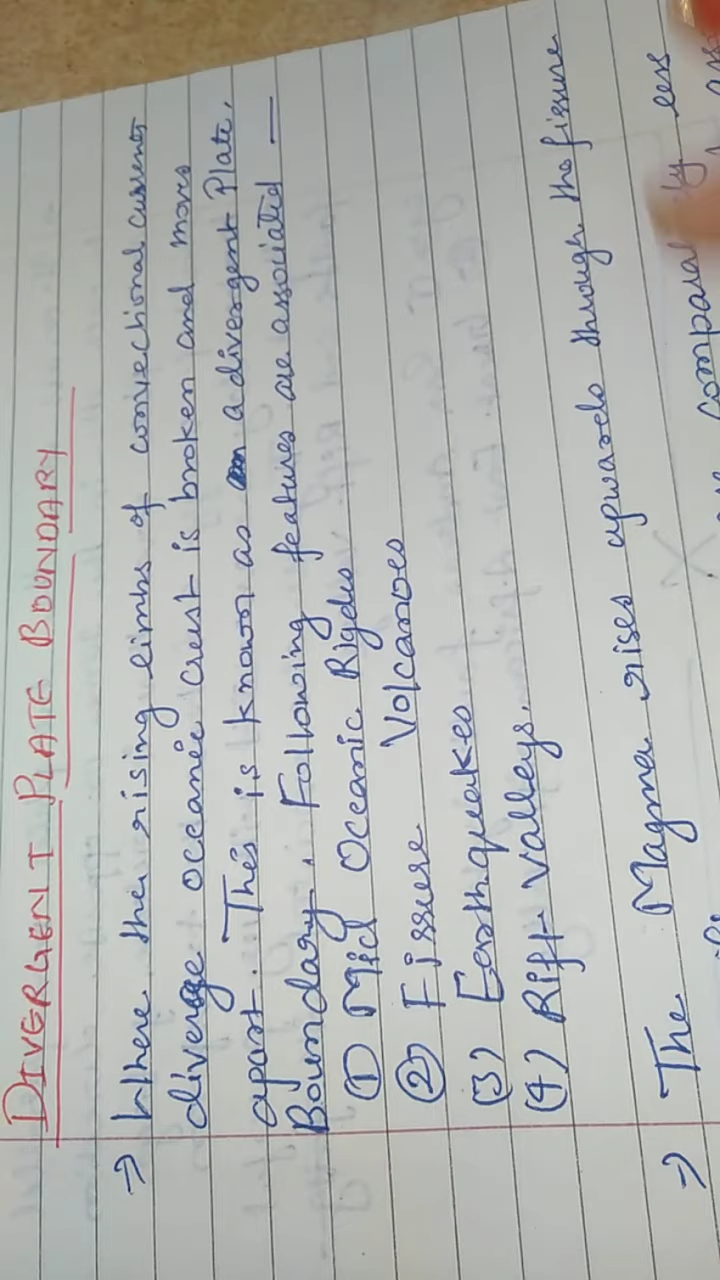 DIVERGENT PLATE BOUNDARY
→ Where the rising limbs of convectional currents
diverge oceanic crust is broken and moves
apart. This is known as a divergent Plate
Boundary. Following features are associated —
① Mid Oceanic Rigdes
② Fissure Volcanoes
(3) Earthquakes
(4) Rift Valleys.
→ The Magma rises upwards through the fissure
less